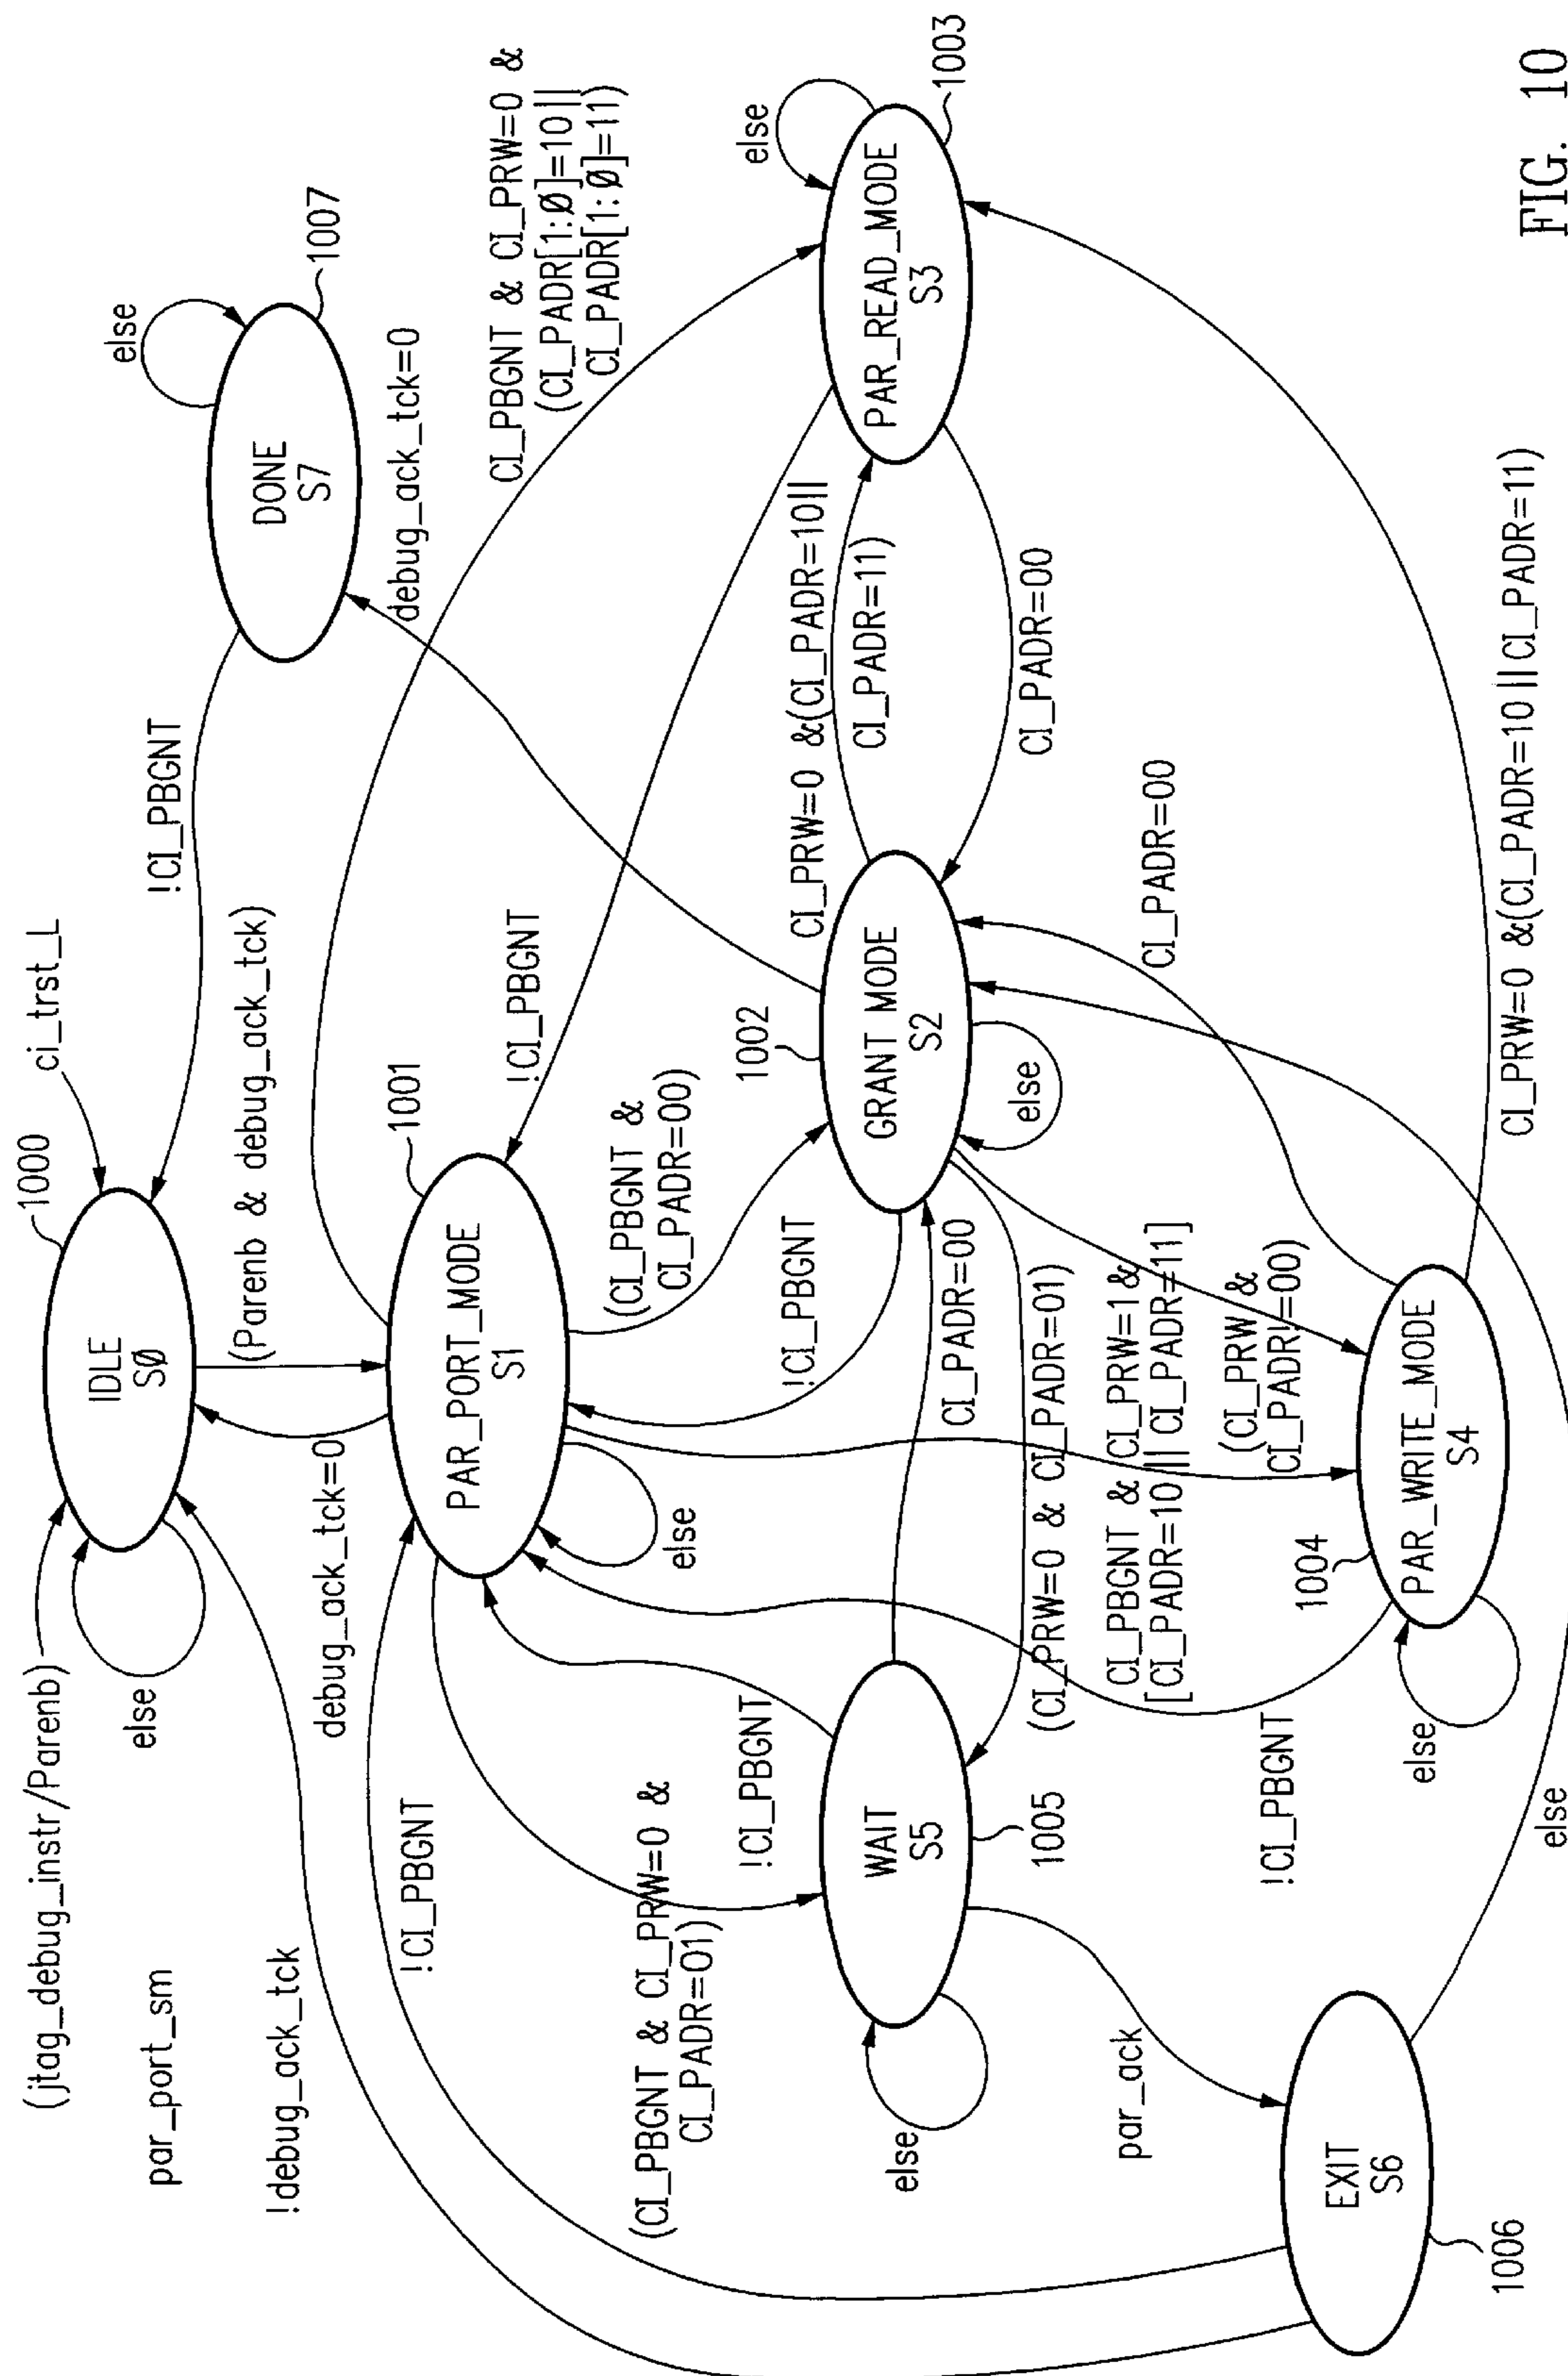 (jtag_debug_instr/Parenb)
par_port_sm
!debug_ack_tck
else
1000
IDLE
SØ
ci_trst_L
!CI_PBGNT
else
DONE
S7
1007
debug_ack_tck=0
(Parenb & debug_ack_tck)
debug_ack_tck=0
!CI_PBGNT
1001
PAR_PORT_MODE
S1
else
CI_PBGNT & CI_PRW=0 &
(CI_PADR[1:Ø]=10||
CI_PADR[1:Ø]=11)
!CI_PBGNT
(CI_PBGNT &
CI_PADR=00)
(CI_PBGNT & CI_PRW=0 &
CI_PADR=01)
!CI_PBGNT
!CI_PBGNT
1002
GRANT MODE
S2
else
CI_PRW=0 &(CI_PADR=10||
CI_PADR=11)
CI_PADR=00
else
PAR_READ_MODE
S3
1003
WAIT
S5
1005
else
CI_PADR=00
(CI_PRW=0 & CI_PADR=01)
CI_PBGNT & CI_PRW=1&
[CI_PADR=10 || CI_PADR=11]
(CI_PRW &
CI_PADR!=00)
CI_PADR=00
par_ack
!CI_PBGNT
1004
PAR_WRITE_MODE
S4
else
EXIT
S6
1006
else
CI_PRW=0 &(CI_PADR=10 ||CI_PADR=11)
FIG. 10